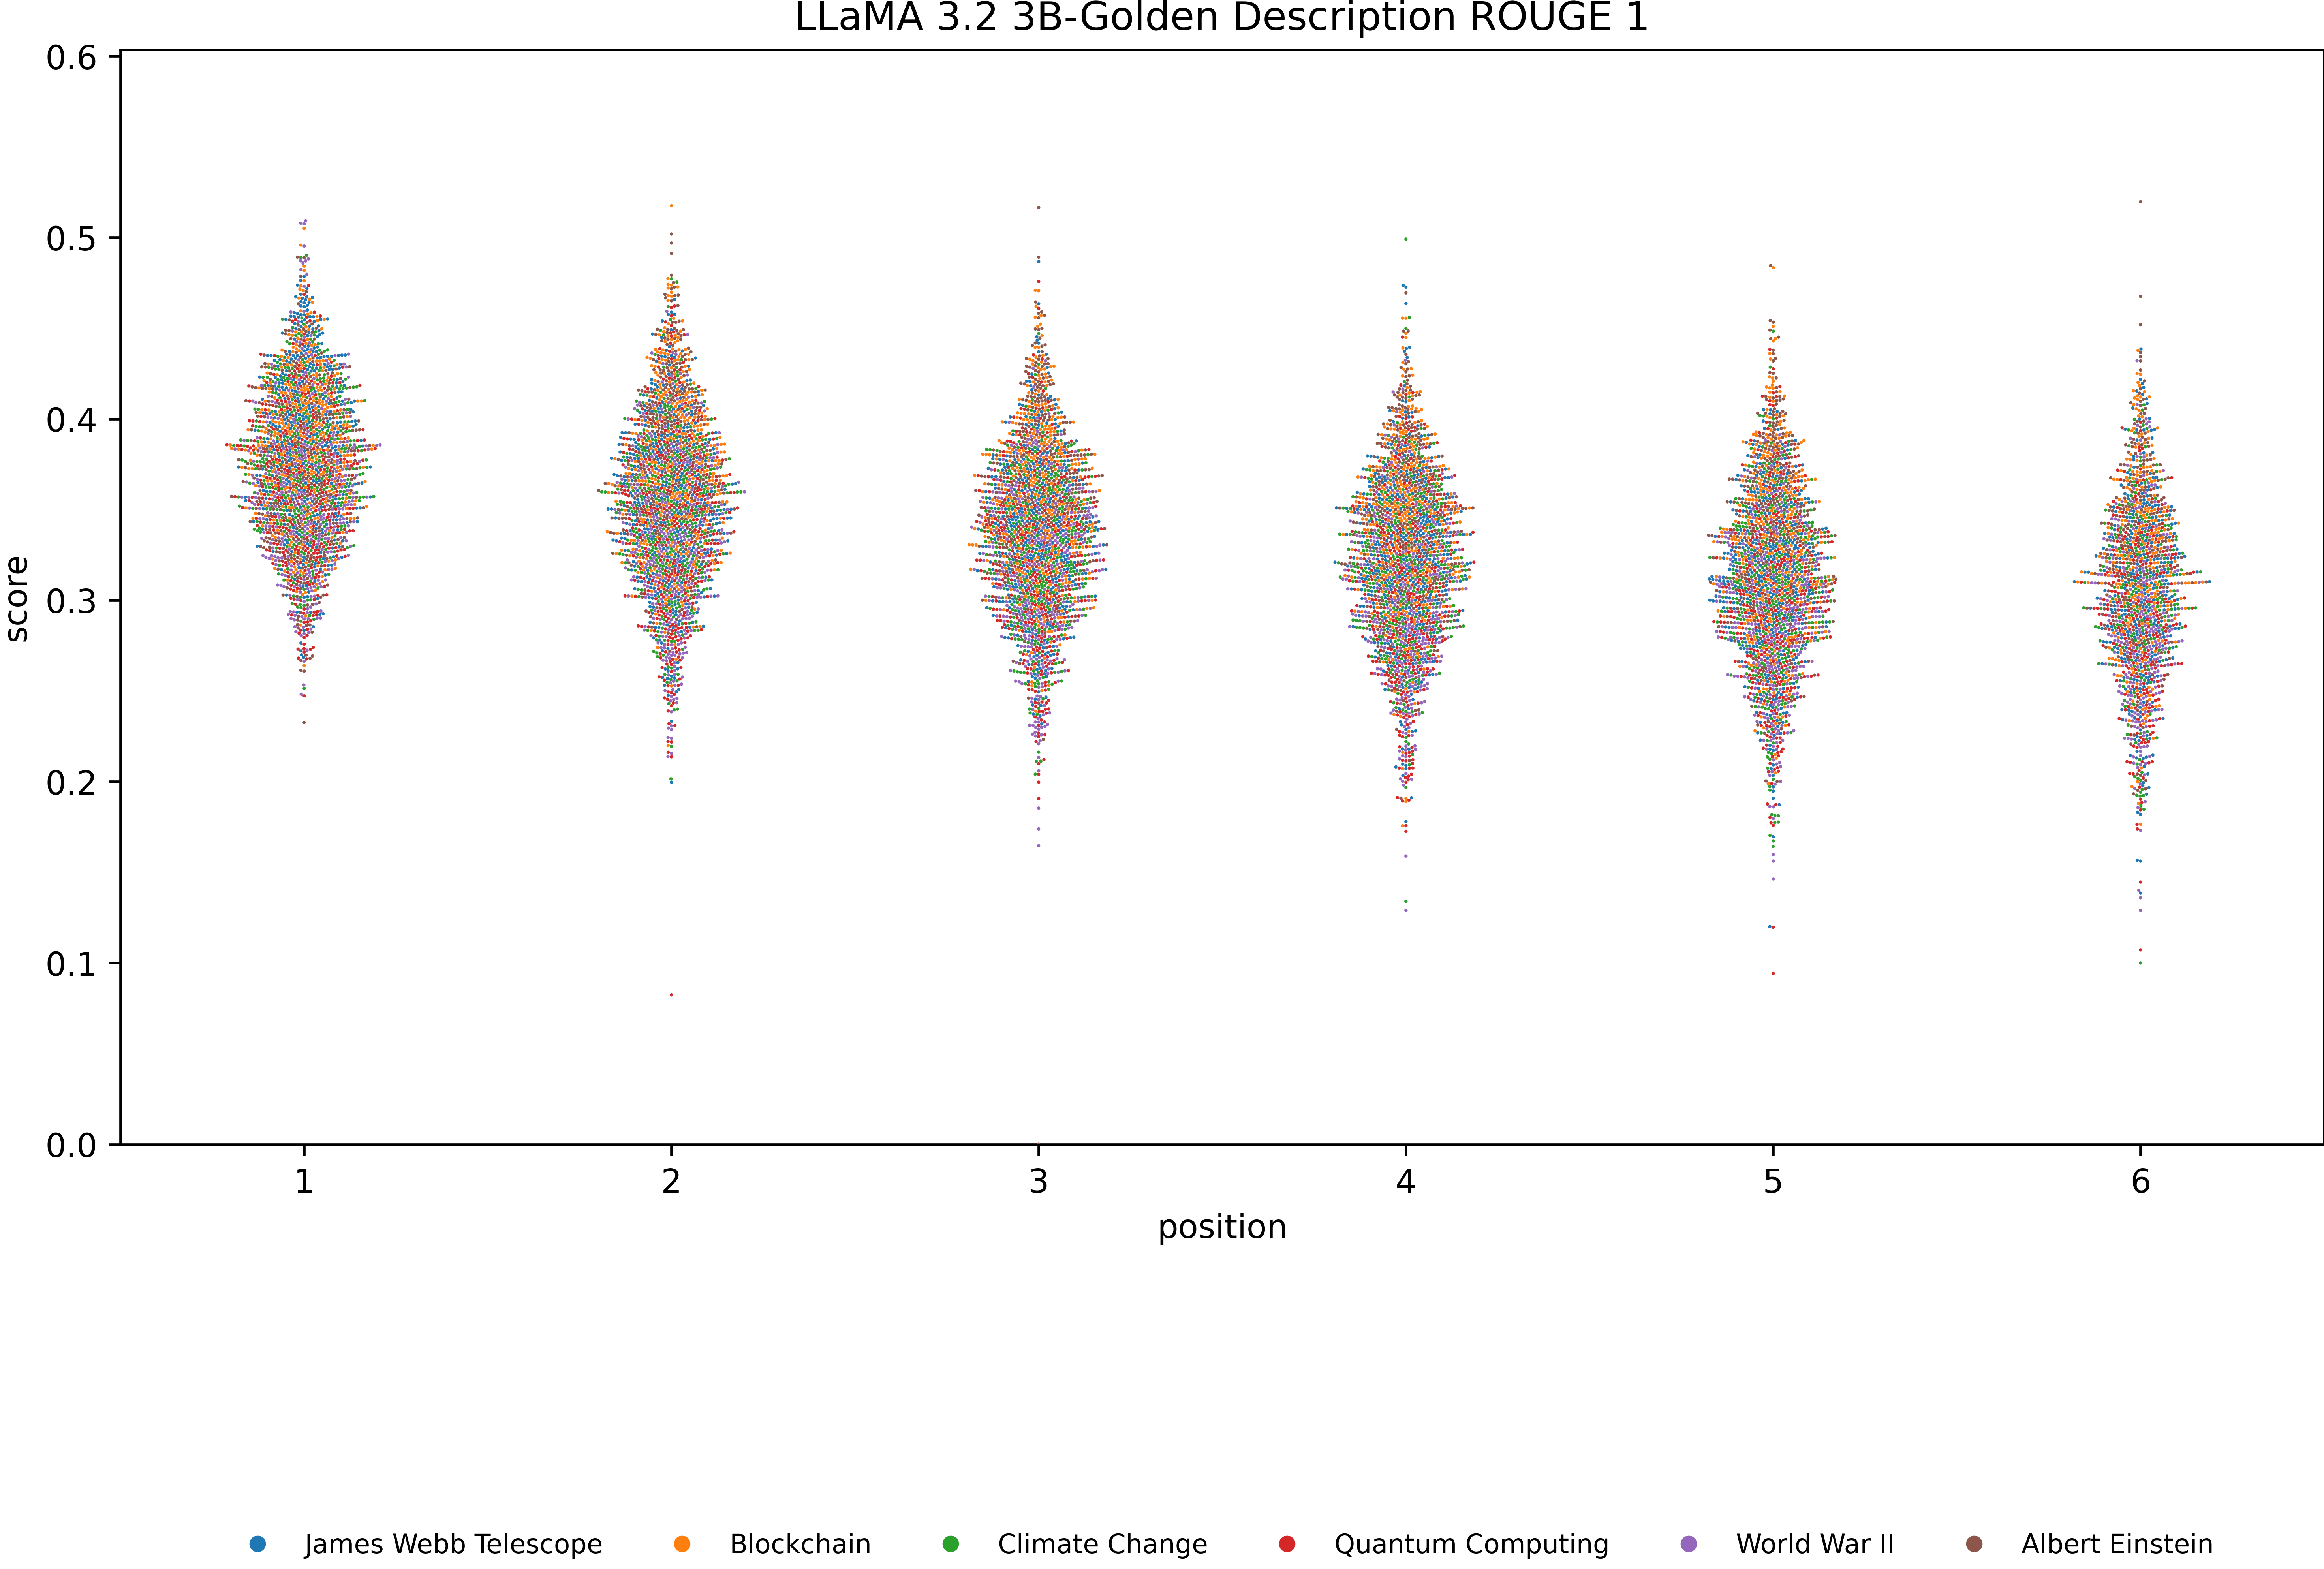 LLaMA 3.2 3B-Golden Description ROUGE 1
0.6
0.5
0.4
0.3
0.2
0.1
0.0
score
1 2 3 4 5 6
position
James Webb Telescope Blockchain Climate Change Quantum Computing World War II Albert Einstein